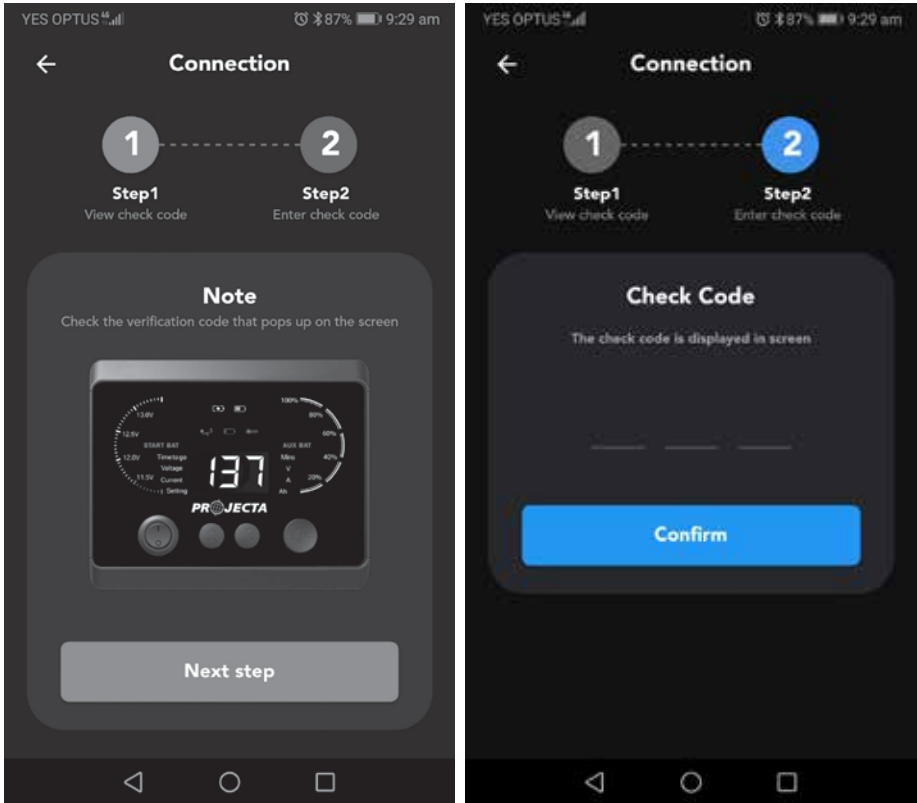 YES OPTUS 4G 87% 9:29 am
Connection
1 2
Step1 Step2
View check code Enter check code
Note
Check the verification code that pops up on the screen
100%
13.0V 80%
12.5V 60%
START BAT AUX BAT
12.0V Timetogo Mins 40%
Voltage V
11.5V Current A 20%
Setting Ah
137
PROJECTA
Next step
YES OPTUS 87% 9:29 am
Connection
1 2
Step1 Step2
View check code Enter check code
Check Code
The check code is displayed in screen
Confirm